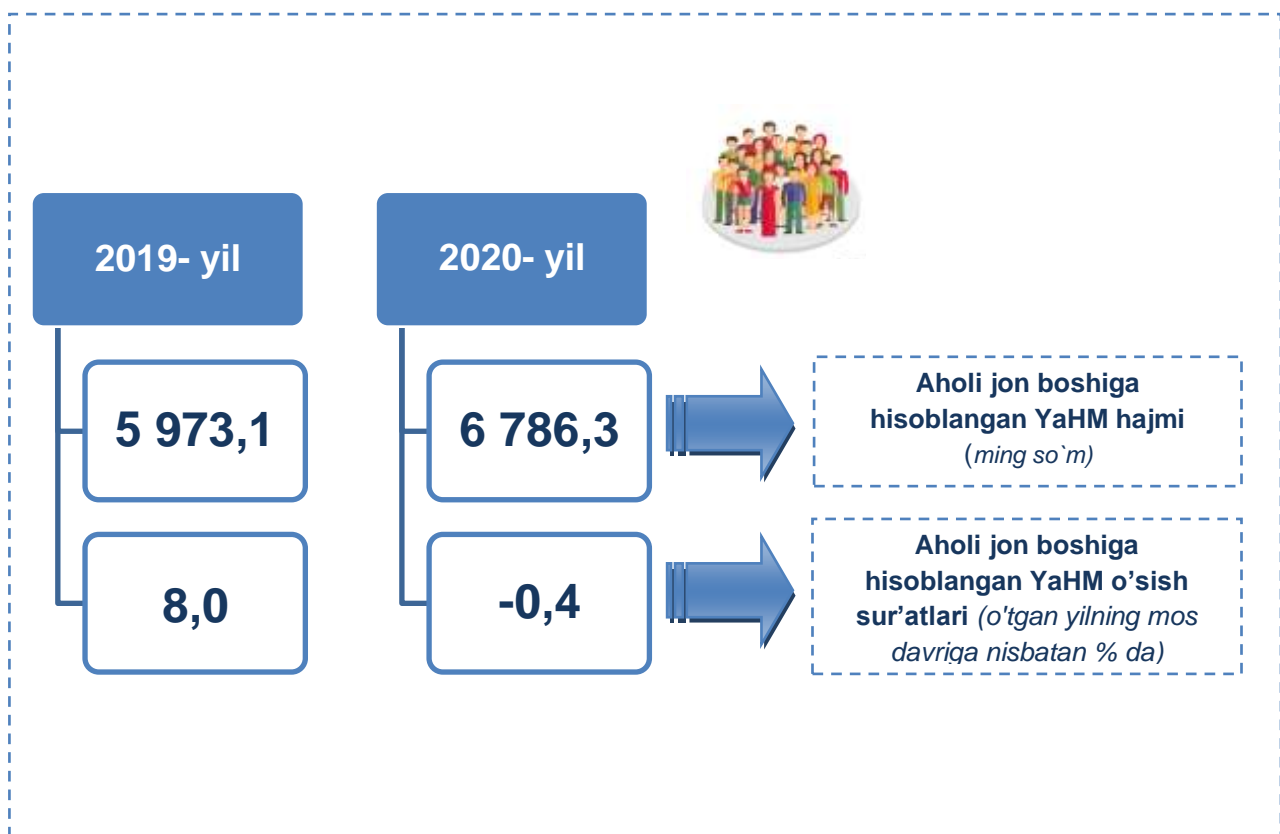 2019- yil
2020- yil
5 973,1
6 786,3
Aholi jon boshiga
hisoblangan YaHM hajmi
(ming so`m)
8,0
-0,4
Aholi jon boshiga
hisoblangan YaHM o’sish
sur’atlari (o'tgan yilning mos
davriga nisbatan % da)